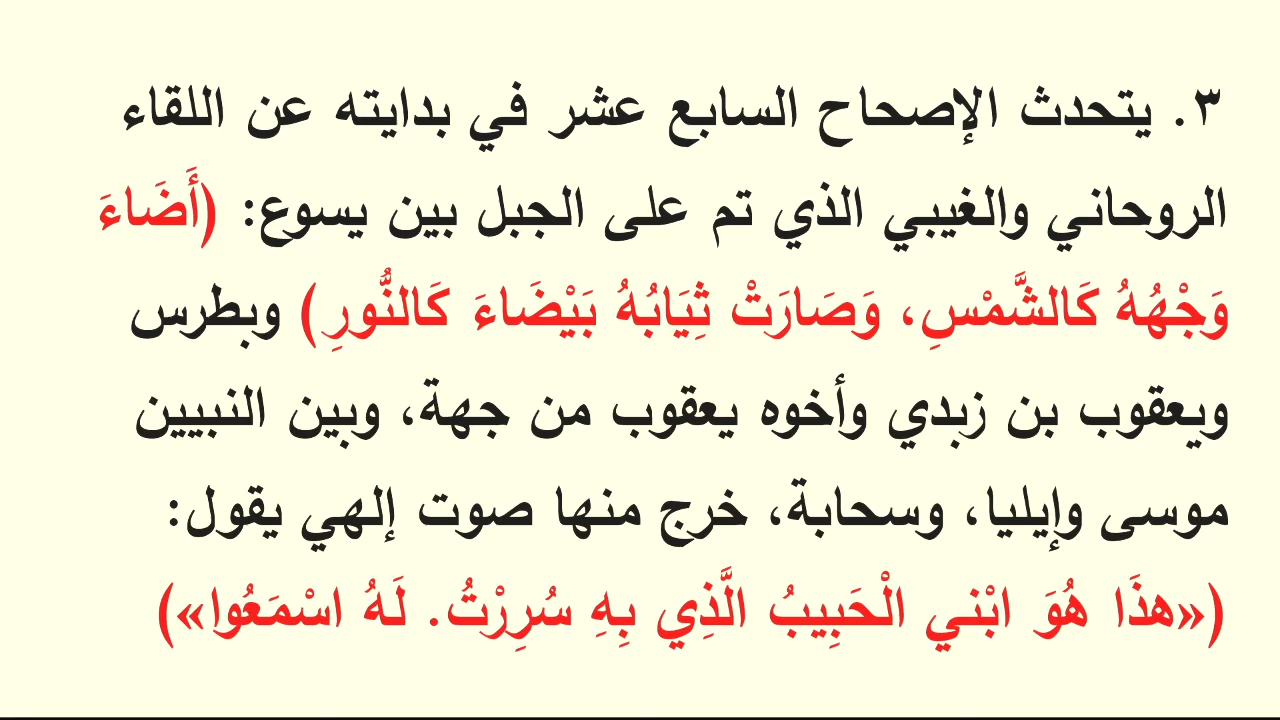 ٣. يتحدث الإصحاح السابع عشر في بدايته عن اللقاء
الروحاني والغيبي الذي تم على الجبل بين يسوع: (أَضَاءَ
وَجْهُهُ كَالشَّمْسِ، وَصَارَتْ ثِيَابُهُ بَيْضَاءَ كَالنُّورِ) وبطرس
ويعقوب بن زبدي وأخوه يعقوب من جهة، وبين النبيين
موسى وإيليا، وسحابة، خرج منها صوت إلهي يقول:
(«هذَا هُوَ ابْني الْحَبِيبُ الَّذِي بِهِ سُرِرْتُ. لَهُ اسْمَعُوا»)